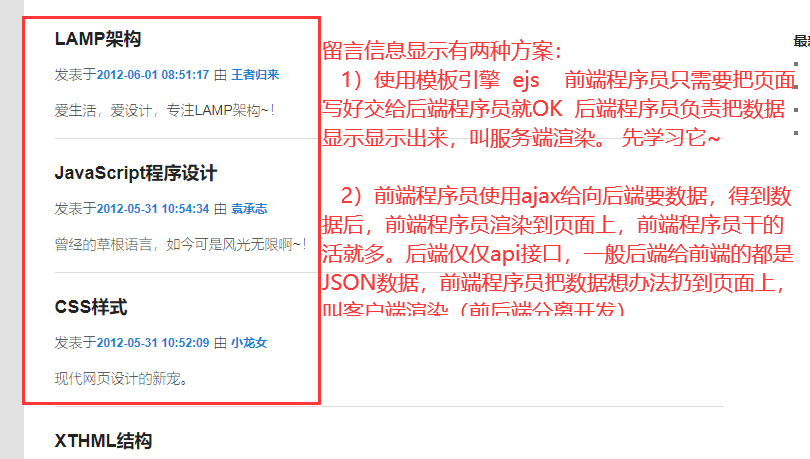 LAMP架构
发表于2012-06-01 08:51:17 由 王者归来
爱生活，爱设计，专注LAMP架构~!
JavaScript程序设计
发表于2012-05-31 10:54:34 由 袁承志
曾经的草根语言，如今可是风光无限啊~!
CSS样式
发表于2012-05-31 10:52:09 由 小龙女
现代网页设计的新宠。
XTHML结构
留言信息显示有两种方案：
1）使用模板引擎 ejs 前端程序员只需要把页面
写好交给后端程序员就OK 后端程序员负责把数据
显示显示出来，叫服务端渲染。 先学习它~
2）前端程序员使用ajax给向后端要数据，得到数
据后，前端程序员渲染到页面上，前端程序员干的
活就多。后端仅仅api接口，一般后端给前端的都是
JSON数据，前端程序员把数据想办法扔到页面上，
叫客户端渲染（前后端分离开发）
最